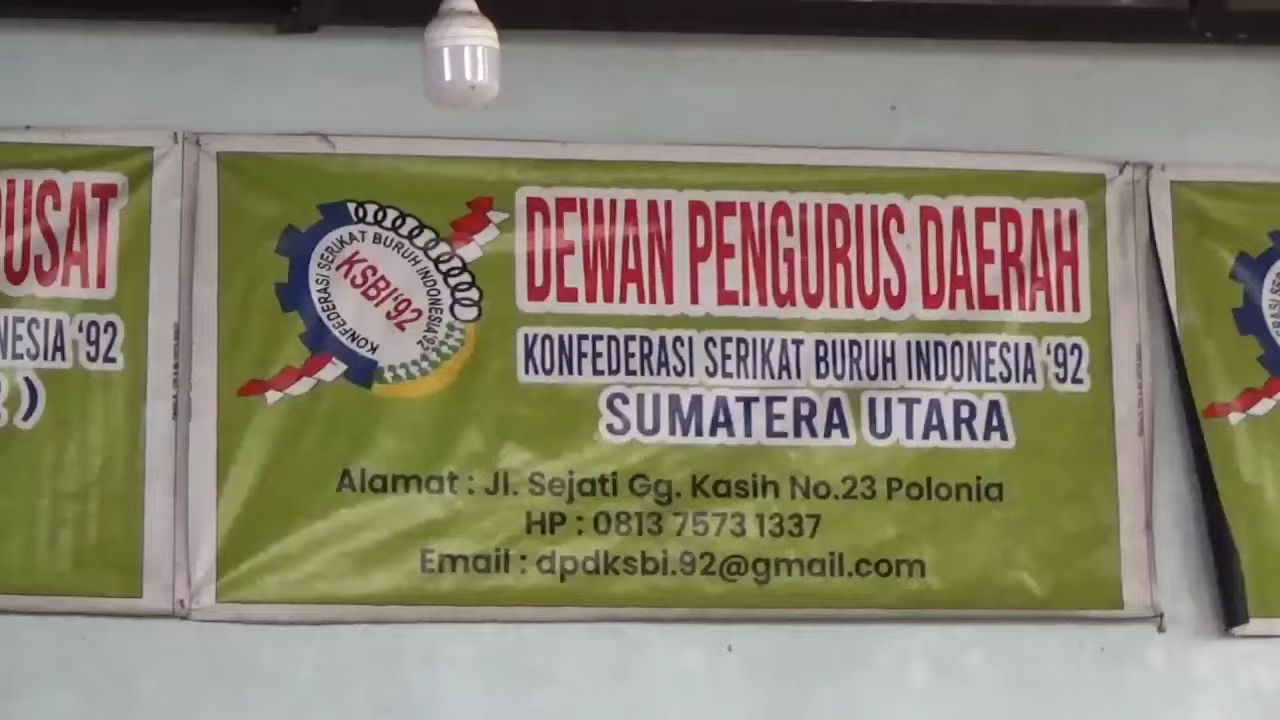 PUSAT
NESIA '92
)
KONFEDERASI SERIKAT BURUH INDONESIA'92
KSBI'92
DEWAN PENGURUS DAERAH
KONFEDERASI SERIKAT BURUH INDONESIA '92
SUMATERA UTARA
Alamat : Jl. Sejati Gg. Kasih No.23 Polonia
HP : 0813 7573 1337
Email : dpdksbi.92@gmail.com